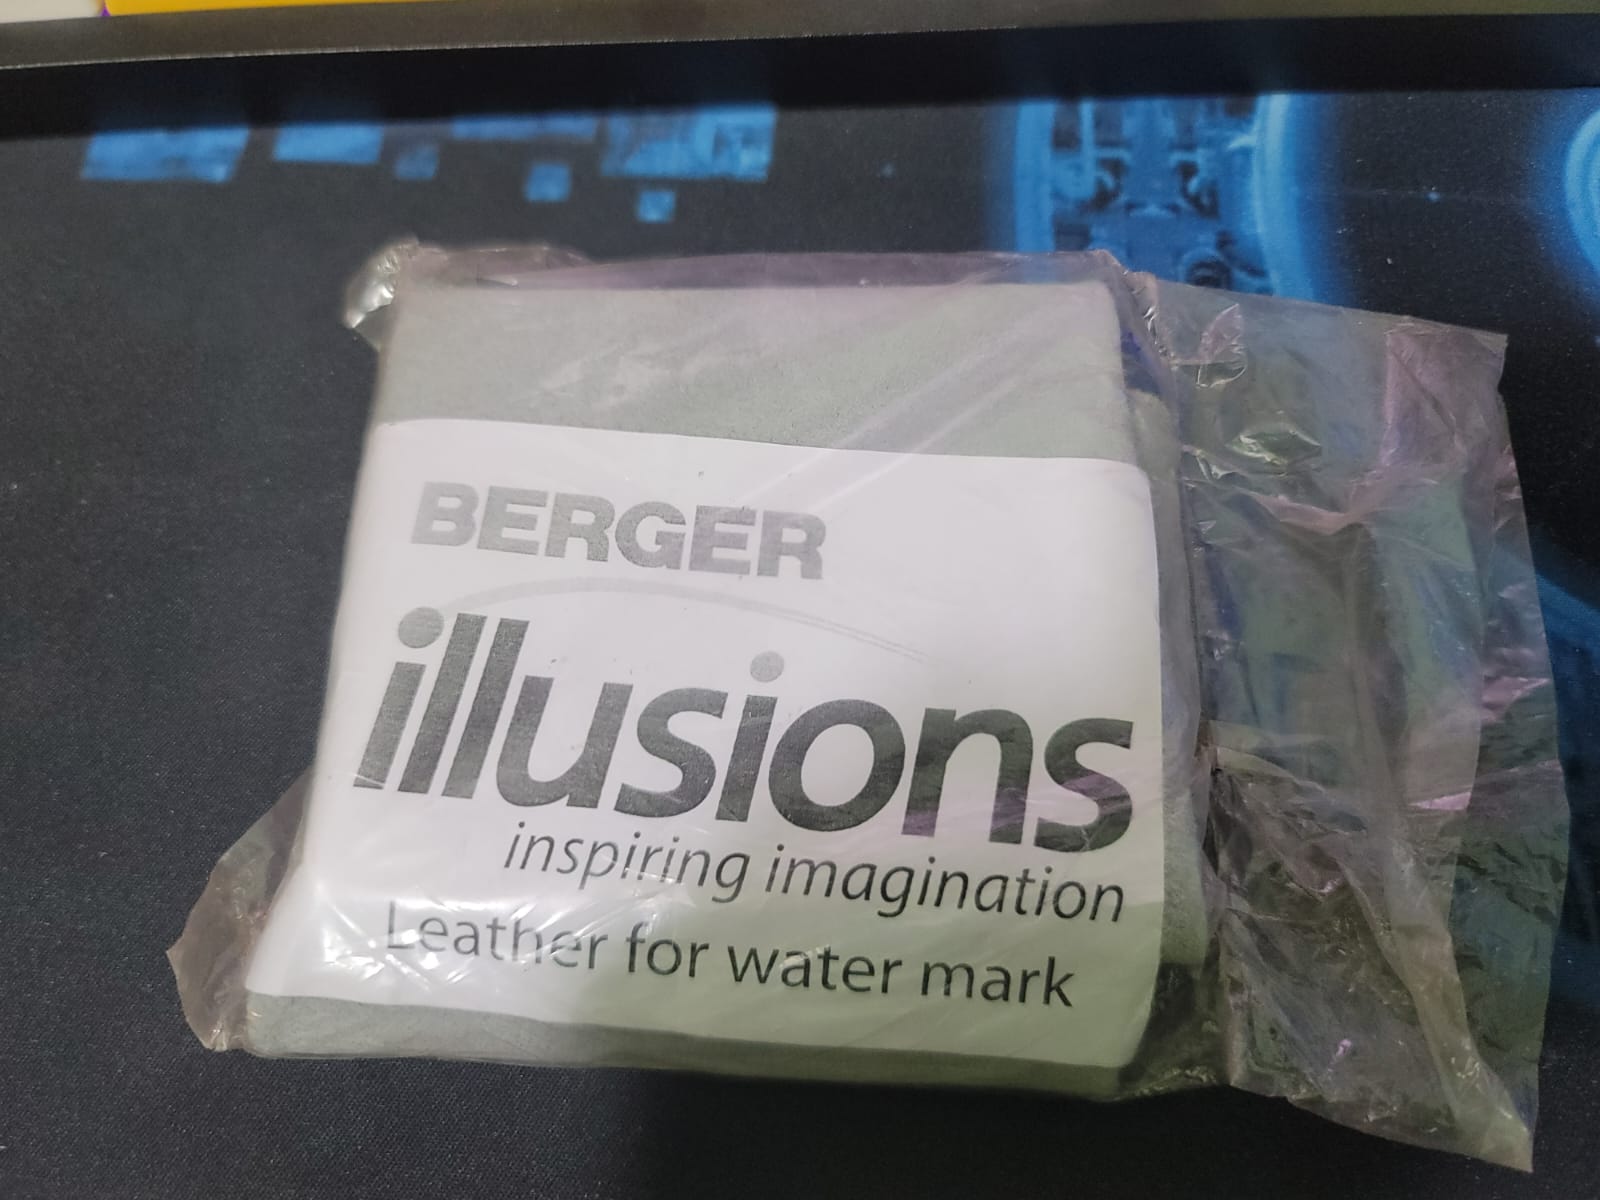 BERGER
illusions
inspiring imagination
Leather for water mark